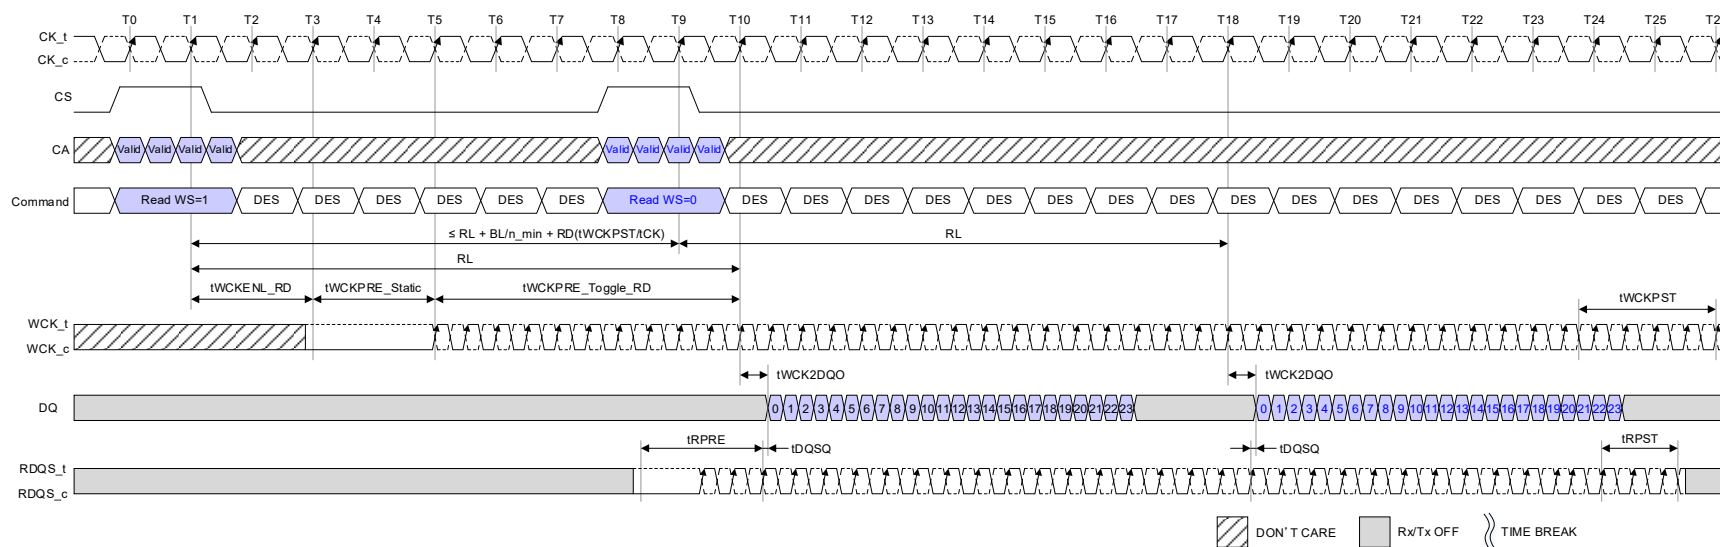 T0 T1 T2 T3 T4 T5 T6 T7 T8 T9 T10 T11 T12 T13 T14 T15 T16 T17 T18 T19 T20 T21 T22 T23 T24 T25 T2
CK_t
CK_c
CS
CA Valid Valid Valid Valid Valid Valid Valid Valid
Command Read WS=1 DES DES DES DES DES DES Read WS=0 DES DES DES DES DES DES DES DES DES DES DES DES DES DES DES DES
≤ RL + BL/n_min + RD(tWCKPST/tCK) RL
RL
tWCKENL_RD tWCKPRE_Static tWCKPRE_Toggle_RD tWCKPST
WCK_t
WCK_c
tWCK2DQO tWCK2DQO
DQ 0 1 2 3 4 5 6 7 8 9 10 11 12 13 14 15 16 17 18 19 20 21 22 23 0 1 2 3 4 5 6 7 8 9 10 11 12 13 14 15 16 17 18 19 20 21 22 23
tRPRE tDQSQ tDQSQ tRPST
RDQS_t
RDQS_c
DON'T CARE Rx/Tx OFF TIME BREAK